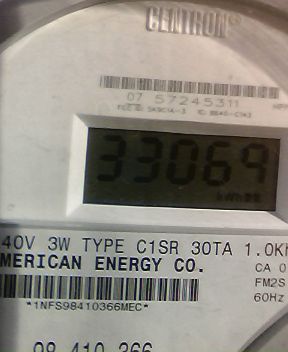 CENTRON®
07 57245311
33069
kWh
40V 3W TYPE C1SR 30TA 1.0K
MERICAN ENERGY CO.
CA 0
FM2S
60Hz
*1NFS98410366MEC*
98 410 366